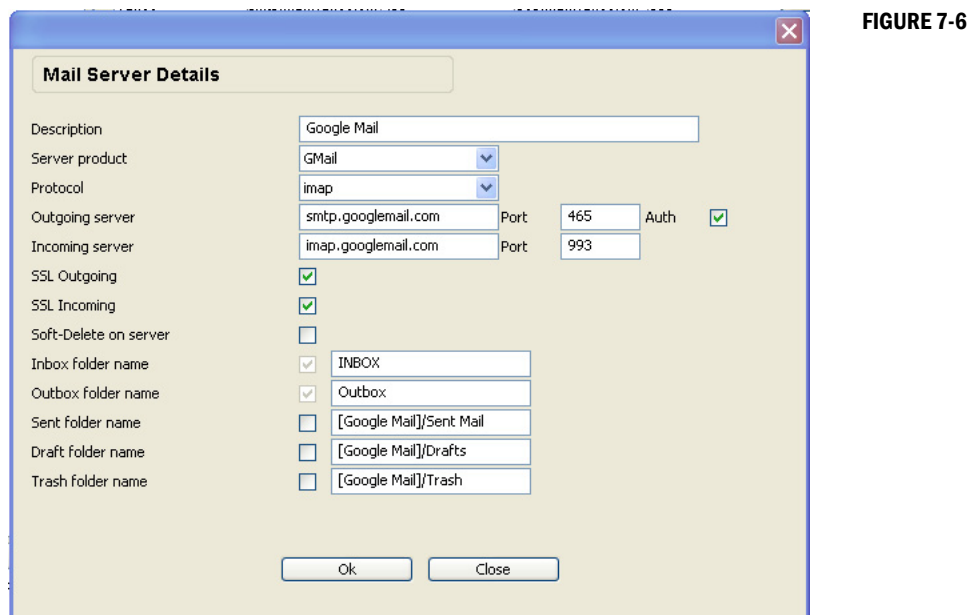 FIGURE 7-6
Mail Server Details
Description Google Mail
Server product GMail
Protocol imap
Outgoing server smtp.googlemail.com Port 465 Auth
Incoming server imap.googlemail.com Port 993
SSL Outgoing
SSL Incoming
Soft-Delete on server
Inbox folder name INBOX
Outbox folder name Outbox
Sent folder name [Google Mail]/Sent Mail
Draft folder name [Google Mail]/Drafts
Trash folder name [Google Mail]/Trash
Ok Close